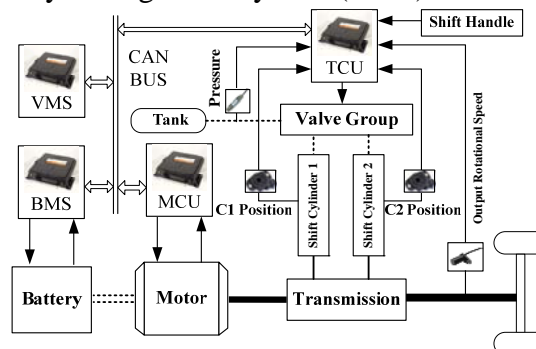 Shift Handle
CAN
BUS
TCU
VMS
Pressure
Tank
Valve Group
BMS
MCU
C1 Position
Shift Cylinder 1
Shift Cylinder 2
C2 Position
Output Rotational Speed
Battery
Motor
Transmission